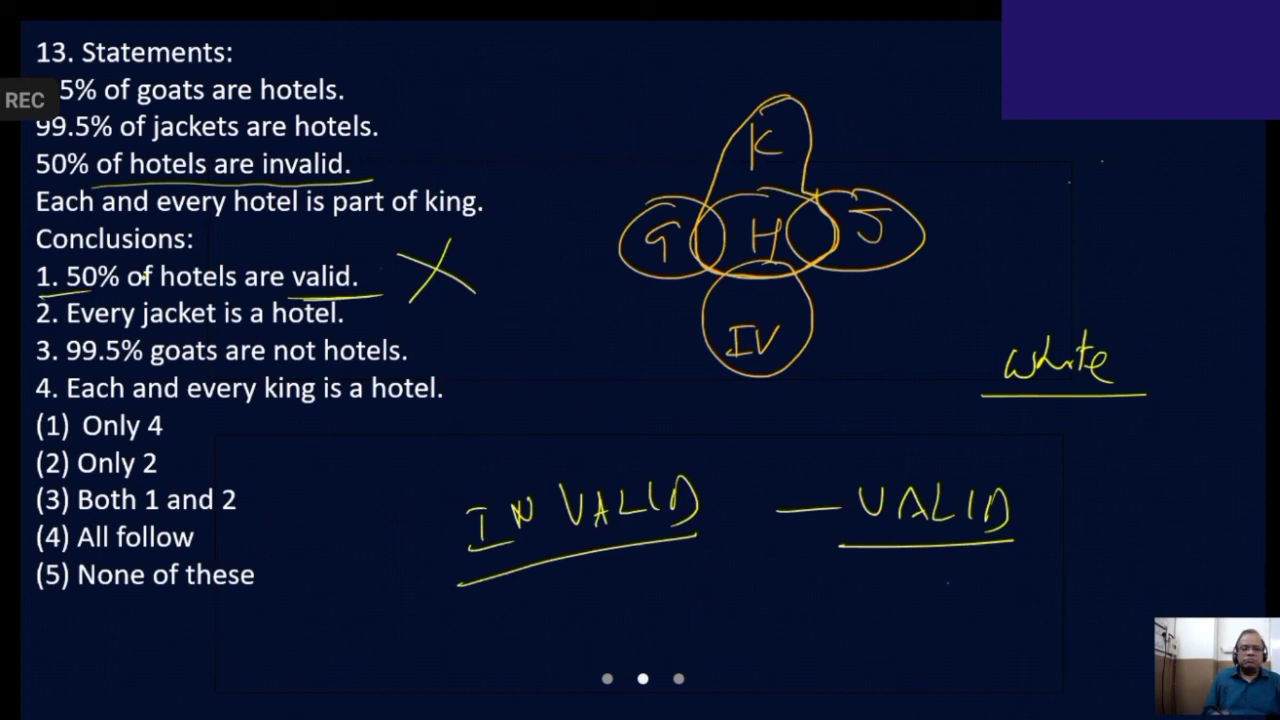 13. Statements:
5% of goats are hotels.
REC
99.5% of jackets are hotels.
50% of hotels are invalid.
Each and every hotel is part of king.
Conclusions:
1. 50% of hotels are valid.
2. Every jacket is a hotel.
3. 99.5% goats are not hotels.
4. Each and every king is a hotel.
(1) Only 4
(2) Only 2
(3) Both 1 and 2
(4) All follow
(5) None of these
K
G H J
IV
white
INVALID — VALID